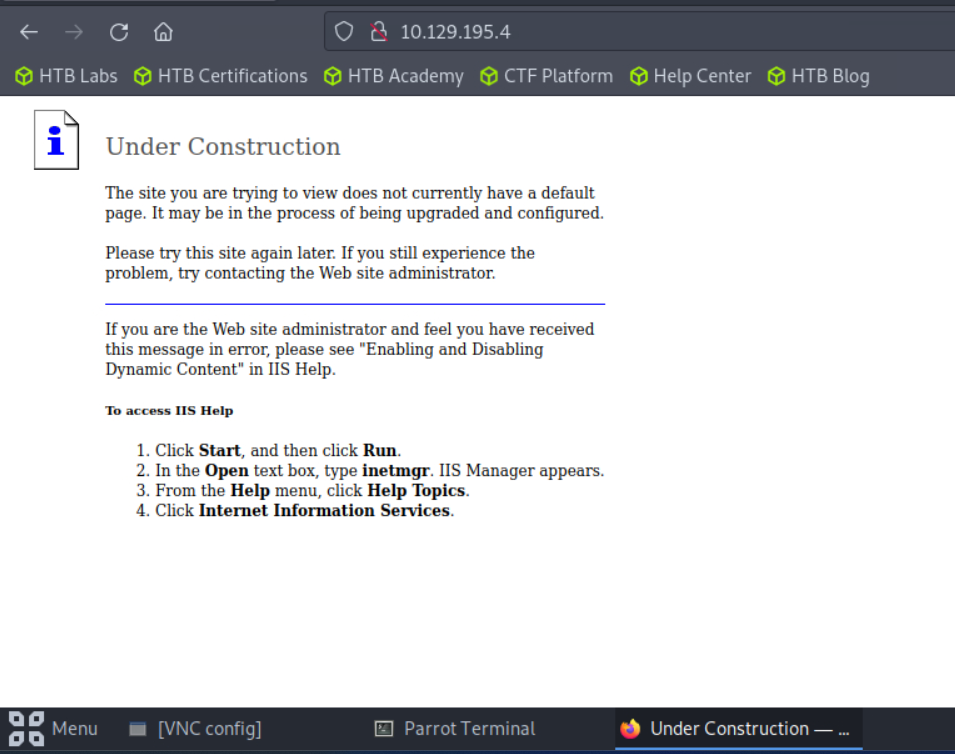 10.129.195.4
HTB Labs HTB Certifications HTB Academy CTF Platform Help Center HTB Blog
i
Under Construction
The site you are trying to view does not currently have a default
page. It may be in the process of being upgraded and configured.
Please try this site again later. If you still experience the
problem, try contacting the Web site administrator.
If you are the Web site administrator and feel you have received
this message in error, please see "Enabling and Disabling
Dynamic Content" in IIS Help.
To access IIS Help
1. Click Start, and then click Run.
2. In the Open text box, type inetmgr. IIS Manager appears.
3. From the Help menu, click Help Topics.
4. Click Internet Information Services.
Menu [VNC config] Parrot Terminal Under Construction — ...